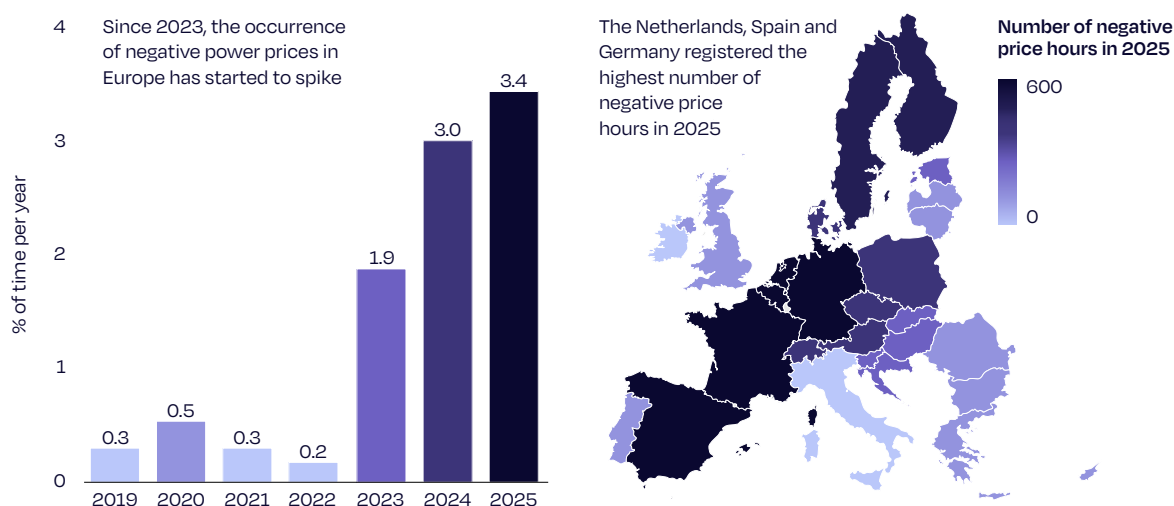 Since 2023, the occurrence
of negative power prices in
Europe has started to spike
% of time per year
4
3
2
1
0
0.3
0.5
0.3
0.2
1.9
3.0
3.4
2019
2020
2021
2022
2023
2024
2025
The Netherlands, Spain and
Germany registered the
highest number of
negative price
hours in 2025
Number of negative
price hours in 2025
600
0